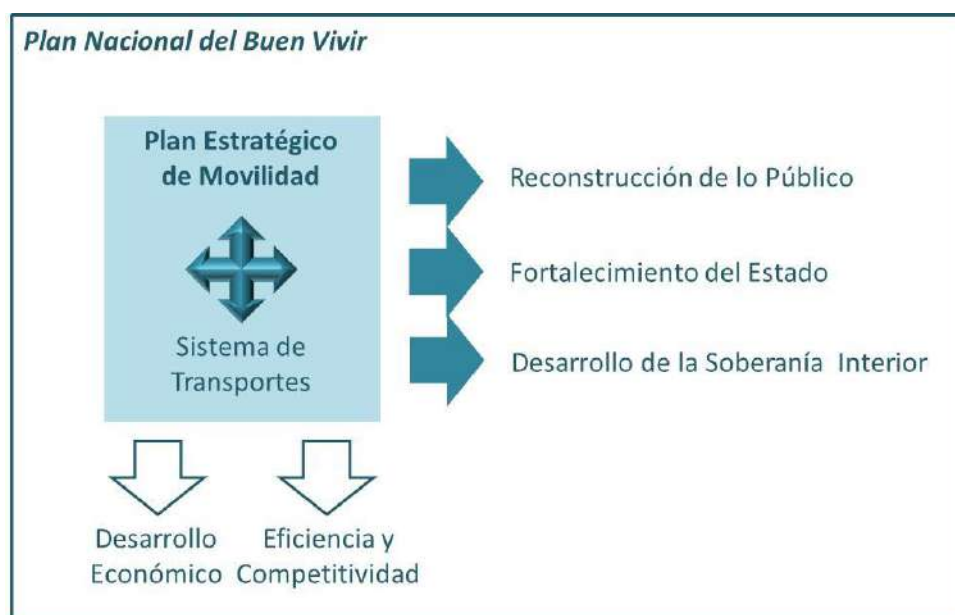 Plan Nacional del Buen Vivir
Plan Estratégico
de Movilidad
Sistema de
Transportes
Reconstrucción de lo Público
Fortalecimiento del Estado
Desarrollo de la Soberanía Interior
Desarrollo
Económico
Eficiencia y
Competitividad